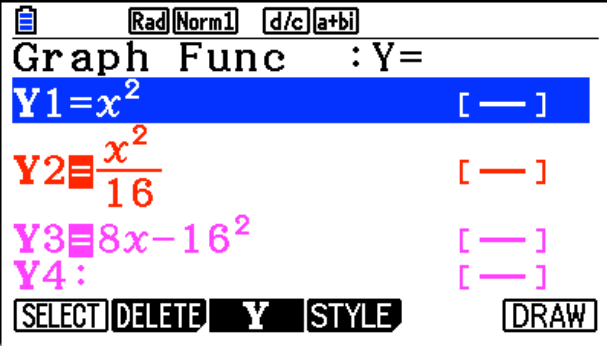 Rad Norm1 d/c a+bi
Graph Func :Y=
Y1=x² [—]
Y2=x²/16 [—]
Y3=8x−16² [—]
Y4: [—]
SELECT DELETE Y STYLE DRAW